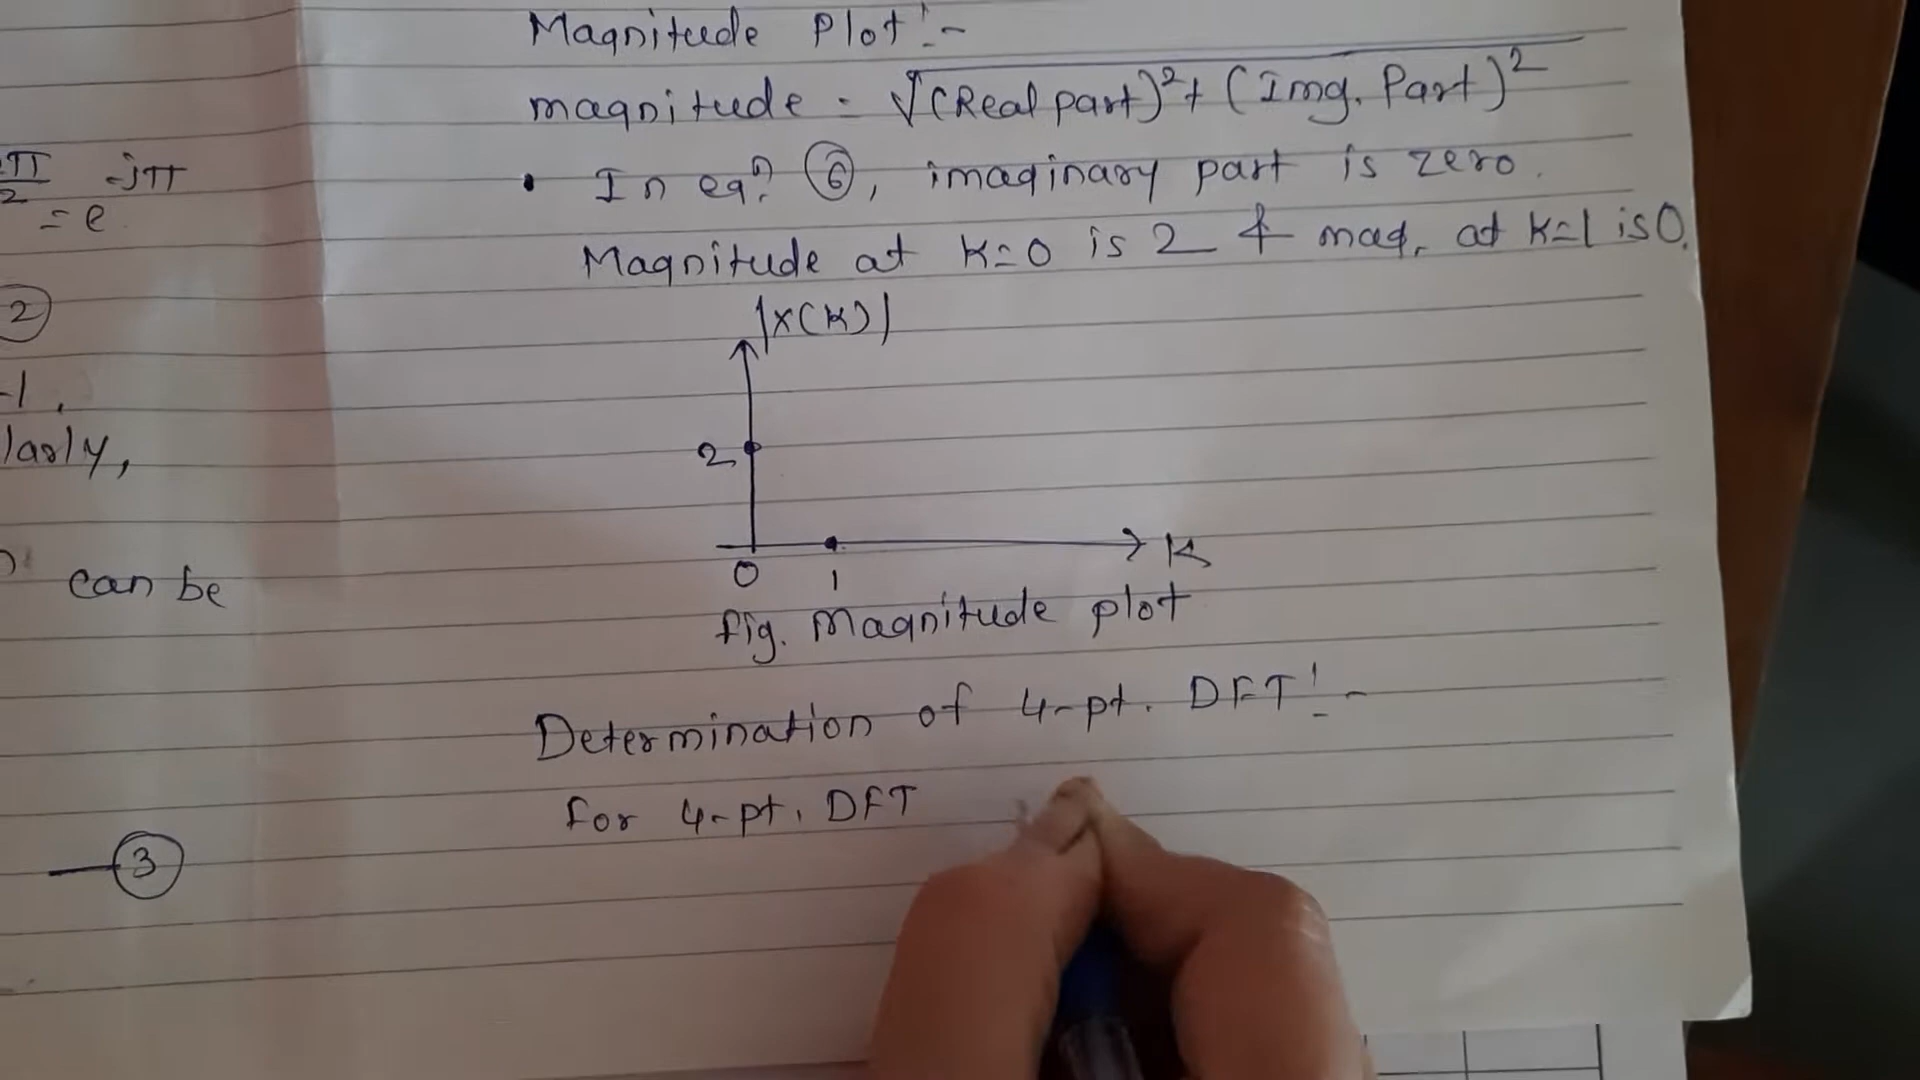 π/2 -jπ
= e
2
-1.
larly,
can be
3
Magnitude Plot :-
magnitude = √(Real part)² + (Img. Part)²
• In eqn. 6, imaginary part is zero.
Magnitude at K=0 is 2 & mag. at K=1 is 0.
|X(K)|
2
0 1 K
fig. Magnitude plot
Determination of 4-pt. DFT :-
For 4-pt. DFT